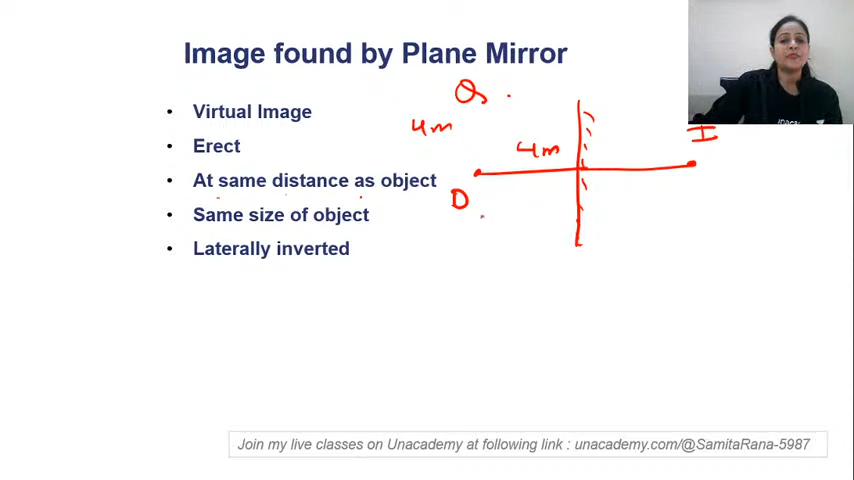 Image found by Plane Mirror
• Virtual Image
• Erect
• At same distance as object
• Same size of object
• Laterally inverted
4m
4m
I
O
Join my live classes on Unacademy at following link : unacademy.com/@SamitaRana-5987